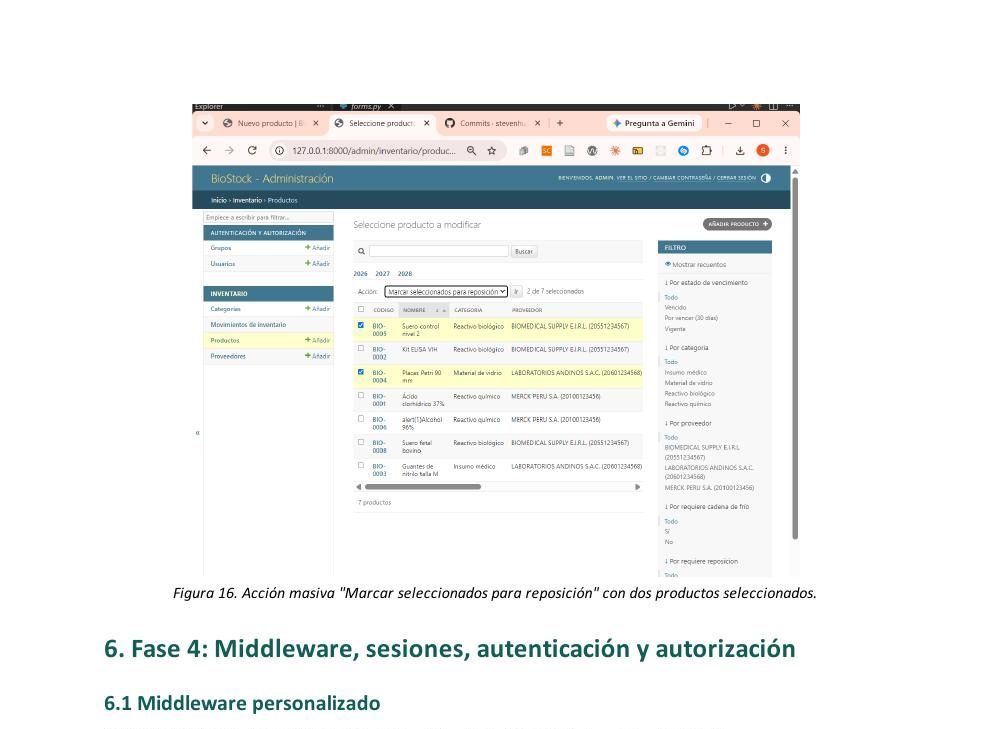 Explorer
forms.py
Nuevo producto | B
Seleccione product
Commits · stevenhu
Pregunta a Gemini
127.0.0.1:8000/admin/inventario/produc...
S
BioStock - Administración
BIENVENIDOS, ADMIN. VER EL SITIO / CAMBIAR CONTRASEÑA / CERRAR SESIÓN
Inicio › Inventario › Productos
Empiece a escribir para filtrar...
AUTENTICACIÓN Y AUTORIZACIÓN
Grupos + Añadir
Usuarios + Añadir
INVENTARIO
Categorias + Añadir
Movimientos de inventario
Productos + Añadir
Proveedores + Añadir
«
Seleccione producto a modificar
AÑADIR PRODUCTO +
Buscar
2026 2027 2028
Acción: Marcar seleccionados para reposición Ir 2 de 7 seleccionados
CODIGO NOMBRE CATEGORIA PROVEEDOR
BIO-0005 Suero control nivel 2 Reactivo biológico BIOMEDICAL SUPPLY E.I.R.L. (20551234567)
BIO-0002 Kit ELISA VIH Reactivo biológico BIOMEDICAL SUPPLY E.I.R.L. (20551234567)
BIO-0004 Placas Petri 90 mm Material de vidrio LABORATORIOS ANDINOS S.A.C. (20601234568)
BIO-0001 Ácido clorhídrico 37% Reactivo químico MERCK PERU S.A. (20100123456)
BIO-0006 alert(1)Alcohol 96% Reactivo químico MERCK PERU S.A. (20100123456)
BIO-0008 Suero fetal bovino Reactivo biológico BIOMEDICAL SUPPLY E.I.R.L. (20551234567)
BIO-0003 Guantes de nitrilo talla M Insumo médico LABORATORIOS ANDINOS S.A.C. (20601234568)
7 productos
FILTRO
Mostrar recuentos
↓ Por estado de vencimiento
Todo
Vencido
Por vencer (30 días)
Vigente
↓ Por categoria
Todo
Insumo médico
Material de vidrio
Reactivo biológico
Reactivo químico
↓ Por proveedor
Todo
BIOMEDICAL SUPPLY E.I.R.L.
(20551234567)
LABORATORIOS ANDINOS S.A.C.
(20601234568)
MERCK PERU S.A. (20100123456)
↓ Por requiere cadena de frio
Todo
Sí
No
↓ Por requiere reposicion
Todo
Figura 16. Acción masiva "Marcar seleccionados para reposición" con dos productos seleccionados.
6. Fase 4: Middleware, sesiones, autenticación y autorización
6.1 Middleware personalizado